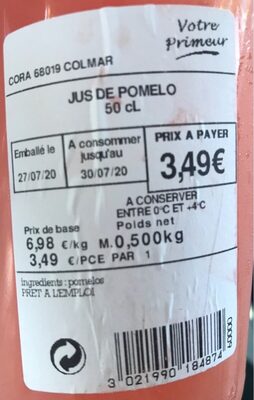 Votre
Primeur
CORA 68019 COLMAR
JUS DE POMELO
50 cL
Emballé le
27/07/20
A consommer
jusqu'au
30/07/20
PRIX A PAYER
3,49€
A CONSERVER
ENTRE 0°C ET +4°C
Poids net
Prix de base
6,98 €/kg M.0,500kg
3,49 €/PCE PAR 1
Ingredients : pomelos
PRET A L'EMPLOI
3 021990 184874